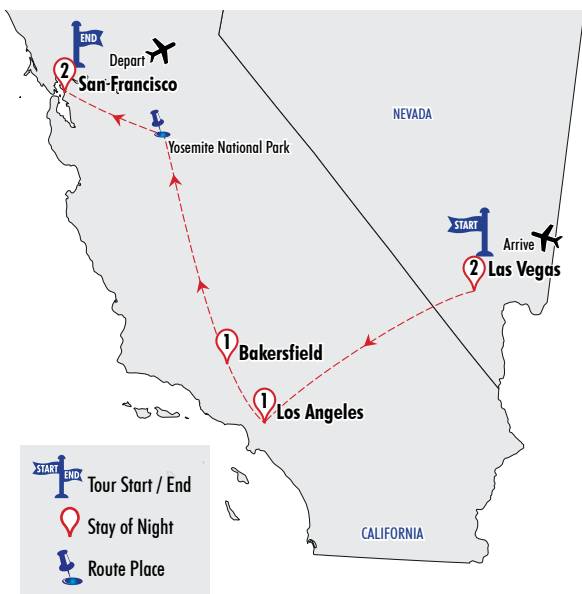 END
Depart
2
San-Francisco
NEVADA
Yosemite National Park
START
Arrive
2
Las Vegas
1
Bakersfield
1
Los Angeles
START
END
Tour Start / End
Stay of Night
Route Place
CALIFORNIA